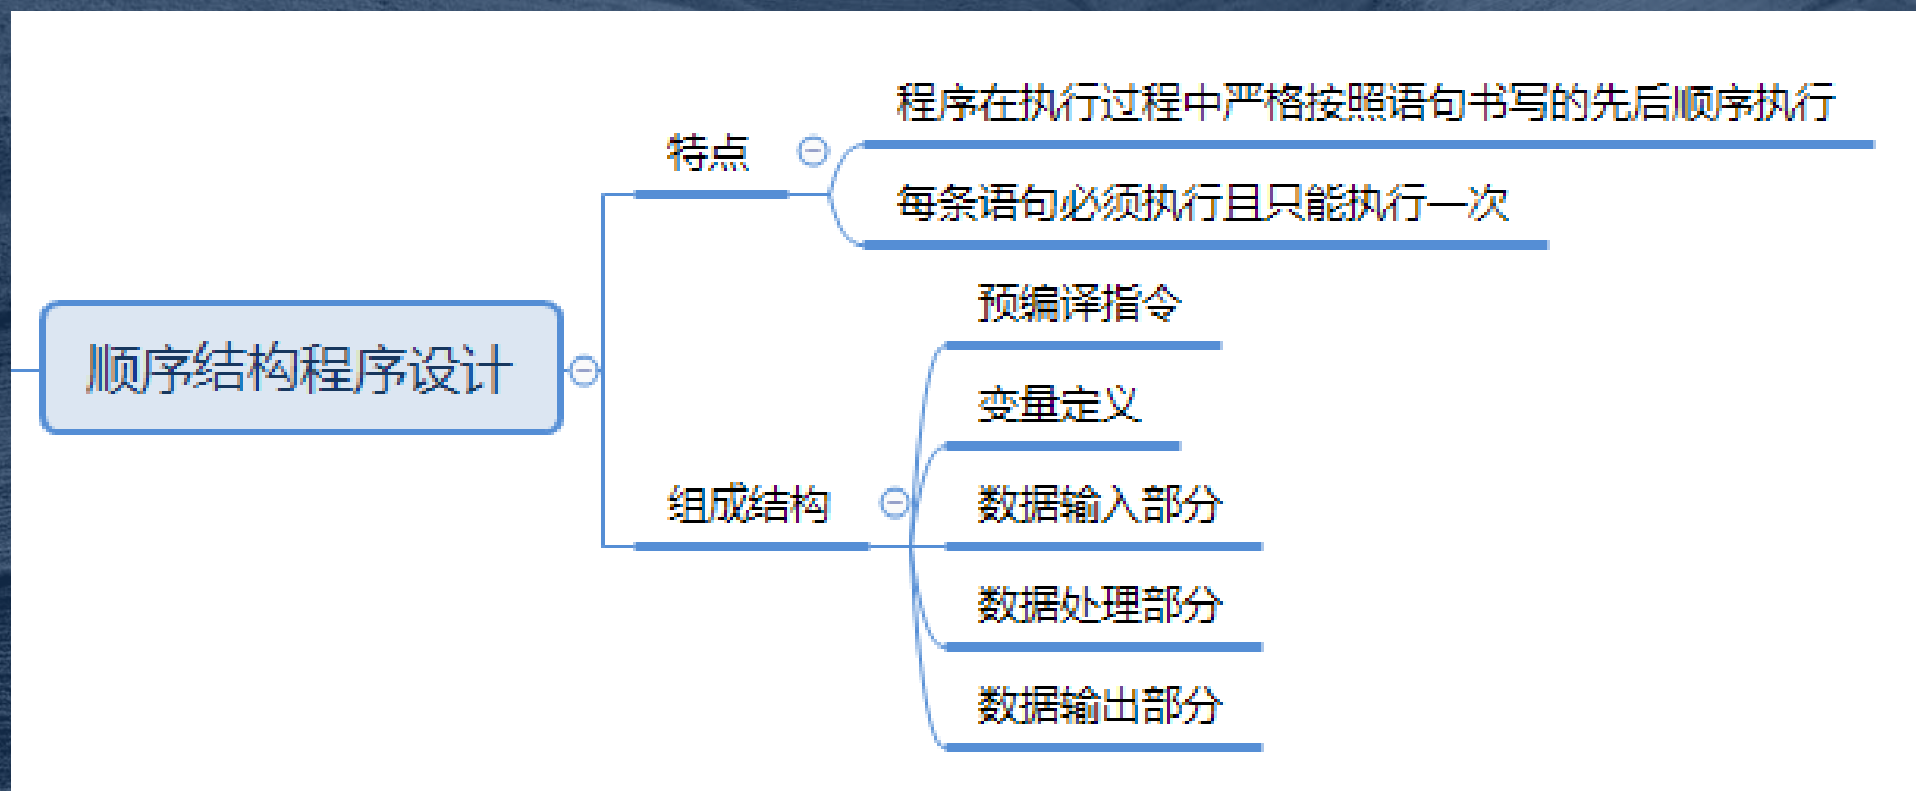 程序在执行过程中严格按照语句书写的先后顺序执行
特点
每条语句必须执行且只能执行一次
预编译指令
顺序结构程序设计
变量定义
组成结构
数据输入部分
数据处理部分
数据输出部分